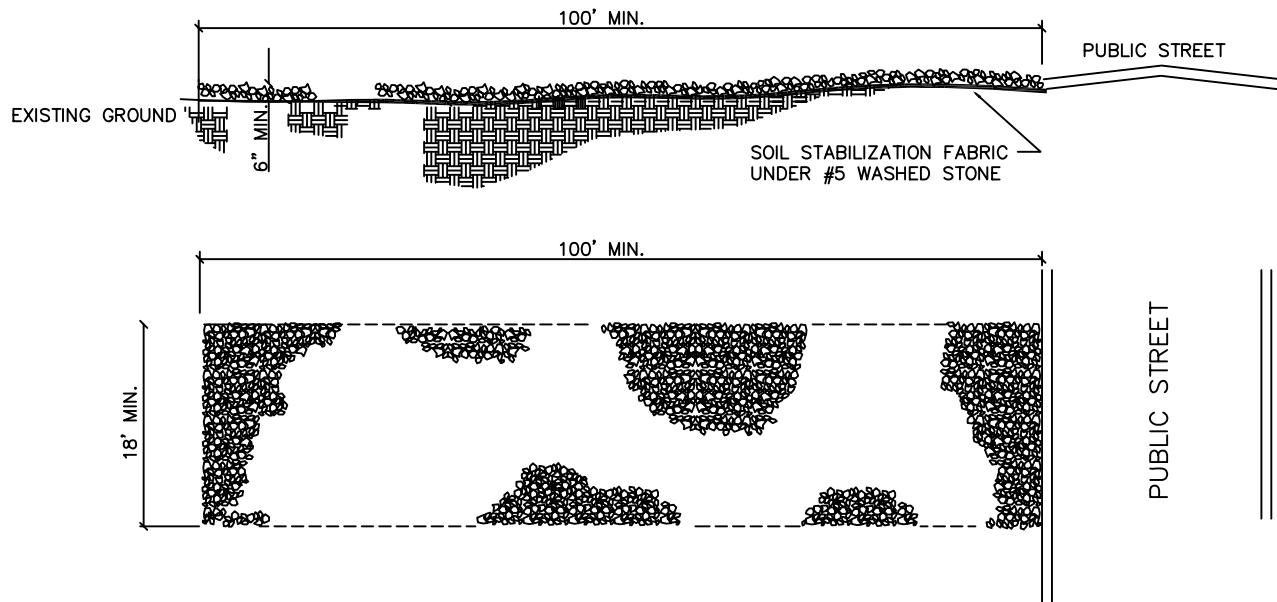 100' MIN.
PUBLIC STREET
EXISTING GROUND
6" MIN.
SOIL STABILIZATION FABRIC
UNDER #5 WASHED STONE
100' MIN.
18' MIN.
PUBLIC STREET